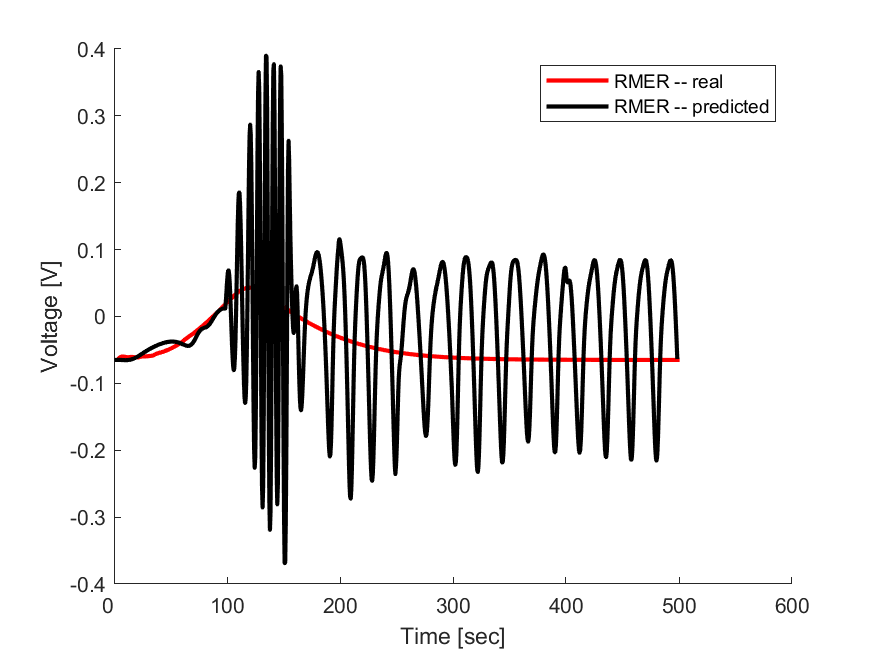 RMER -- real
RMER -- predicted
0.4
0.3
0.2
0.1
0
-0.1
-0.2
-0.3
-0.4
Voltage [V]
0 100 200 300 400 500 600
Time [sec]